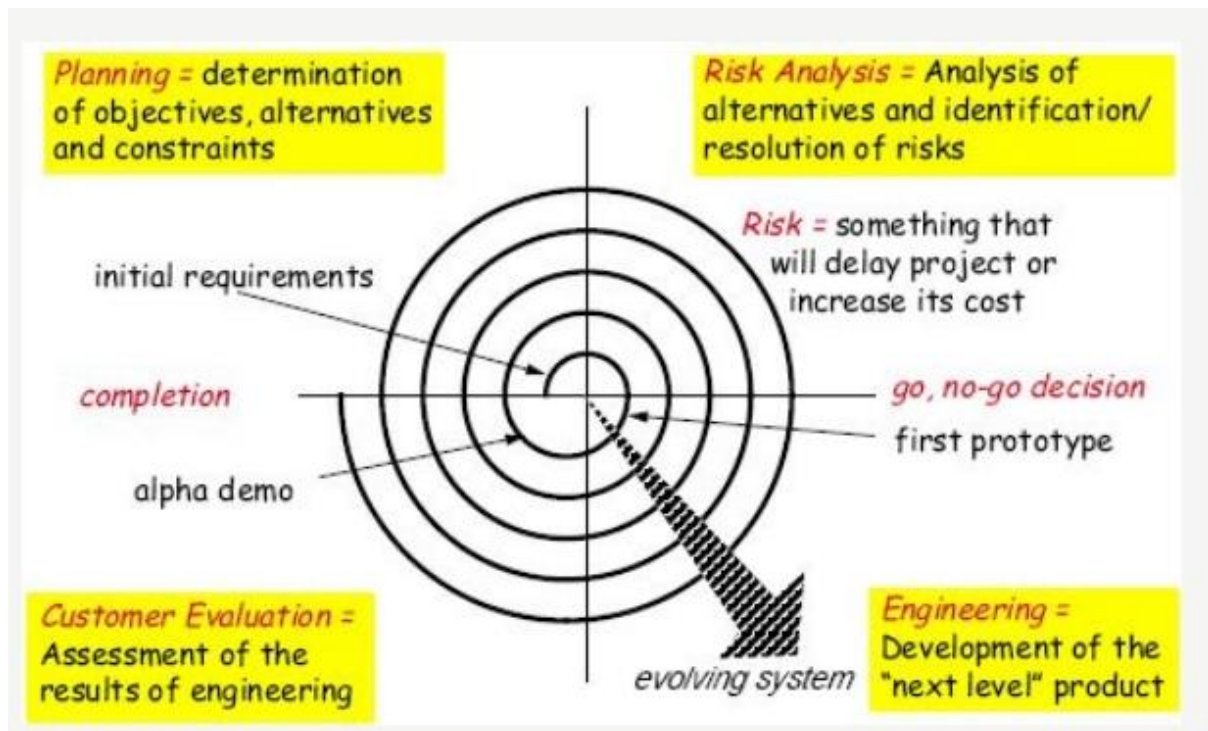 Planning = determination
of objectives, alternatives
and constraints
Risk Analysis = Analysis of
alternatives and identification/
resolution of risks
Risk = something that
will delay project or
increase its cost
initial requirements
completion
go, no-go decision
first prototype
alpha demo
Customer Evaluation =
Assessment of the
results of engineering
evolving system
Engineering =
Development of the
"next level" product